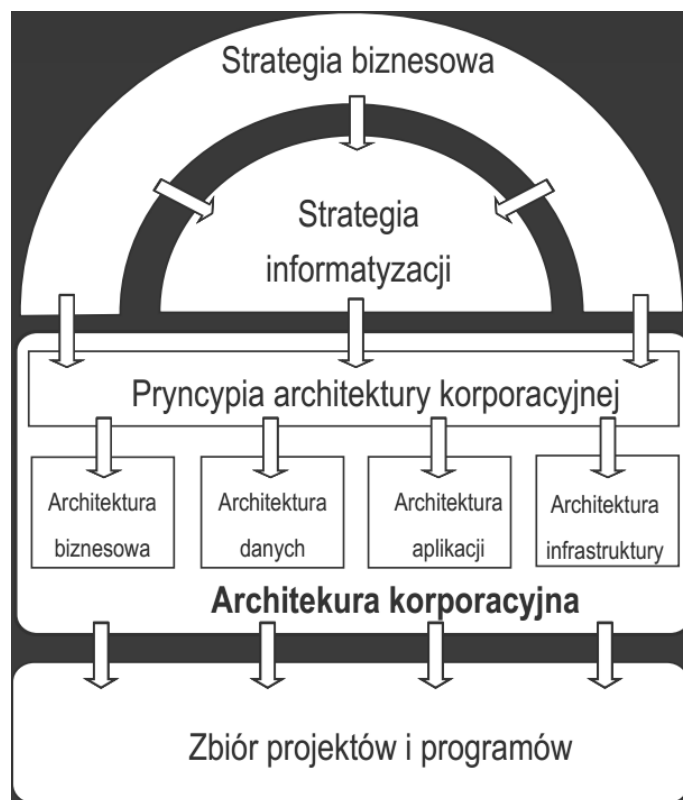 Strategia biznesowa
Strategia
informatyzacji
Pryncypia architektury korporacyjnej
Architektura
biznesowa
Architektura
danych
Architektura
aplikacji
Architektura
infrastruktury
Architekura korporacyjna
Zbiór projektów i programów